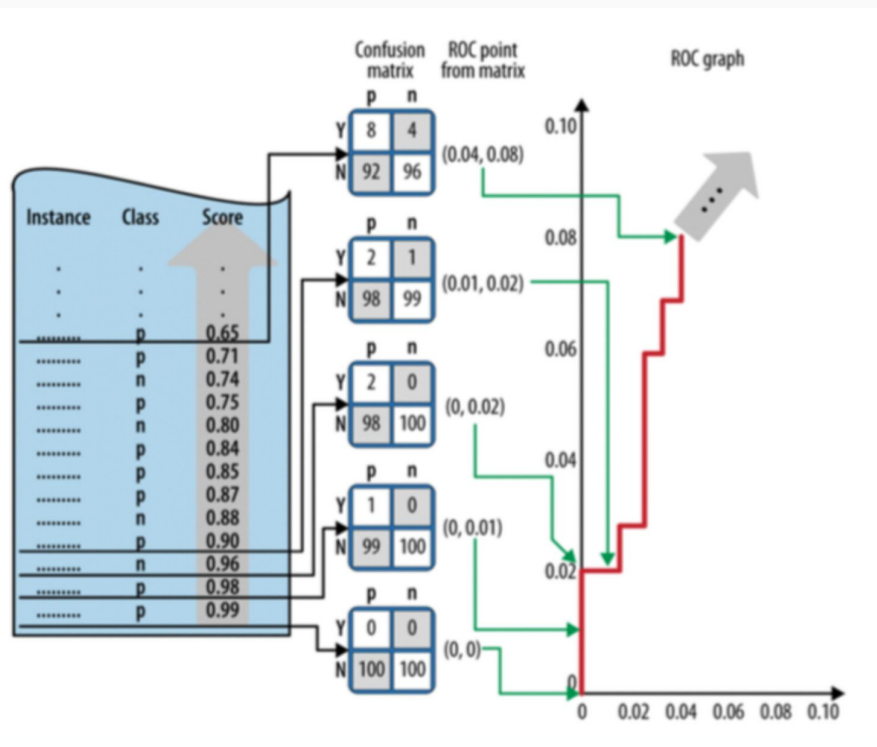 Confusion matrix
ROC point from matrix
ROC graph
Instance Class Score
. . .
. . .
. . .
......... p 0.65
......... p 0.71
......... n 0.74
......... p 0.75
......... n 0.80
......... p 0.84
......... p 0.85
......... p 0.87
......... n 0.88
......... p 0.90
......... n 0.96
......... p 0.98
......... p 0.99
p n
Y 8 4
N 92 96
(0.04, 0.08)
p n
Y 2 1
N 98 99
(0.01, 0.02)
p n
Y 2 0
N 98 100
(0, 0.02)
p n
Y 1 0
N 99 100
(0, 0.01)
p n
Y 0 0
N 100 100
(0, 0)
0.10
0.08
0.06
0.04
0.02
0
...
0 0.02 0.04 0.06 0.08 0.10